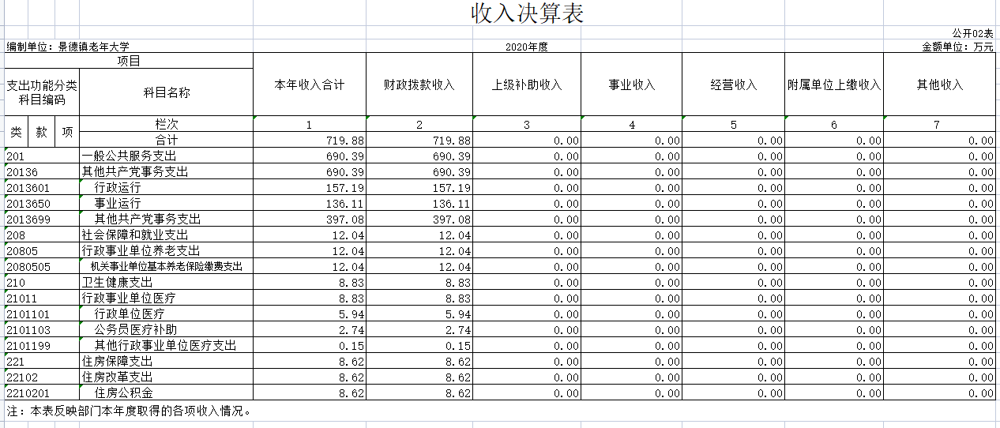 收入决算表
公开02表
编制单位：景德镇老年大学 2020年度 金额单位：万元
项目 本年收入合计 财政拨款收入 上级补助收入 事业收入 经营收入 附属单位上缴收入 其他收入
支出功能分类科目编码 科目名称
类 款 项 栏次 1 2 3 4 5 6 7
合计 719.88 719.88 0.00 0.00 0.00 0.00 0.00
201 一般公共服务支出 690.39 690.39 0.00 0.00 0.00 0.00 0.00
20136 其他共产党事务支出 690.39 690.39 0.00 0.00 0.00 0.00 0.00
2013601 行政运行 157.19 157.19 0.00 0.00 0.00 0.00 0.00
2013650 事业运行 136.11 136.11 0.00 0.00 0.00 0.00 0.00
2013699 其他共产党事务支出 397.08 397.08 0.00 0.00 0.00 0.00 0.00
208 社会保障和就业支出 12.04 12.04 0.00 0.00 0.00 0.00 0.00
20805 行政事业单位养老支出 12.04 12.04 0.00 0.00 0.00 0.00 0.00
2080505 机关事业单位基本养老保险缴费支出 12.04 12.04 0.00 0.00 0.00 0.00 0.00
210 卫生健康支出 8.83 8.83 0.00 0.00 0.00 0.00 0.00
21011 行政事业单位医疗 8.83 8.83 0.00 0.00 0.00 0.00 0.00
2101101 行政单位医疗 5.94 5.94 0.00 0.00 0.00 0.00 0.00
2101103 公务员医疗补助 2.74 2.74 0.00 0.00 0.00 0.00 0.00
2101199 其他行政事业单位医疗支出 0.15 0.15 0.00 0.00 0.00 0.00 0.00
221 住房保障支出 8.62 8.62 0.00 0.00 0.00 0.00 0.00
22102 住房改革支出 8.62 8.62 0.00 0.00 0.00 0.00 0.00
2210201 住房公积金 8.62 8.62 0.00 0.00 0.00 0.00 0.00
注：本表反映部门本年度取得的各项收入情况。